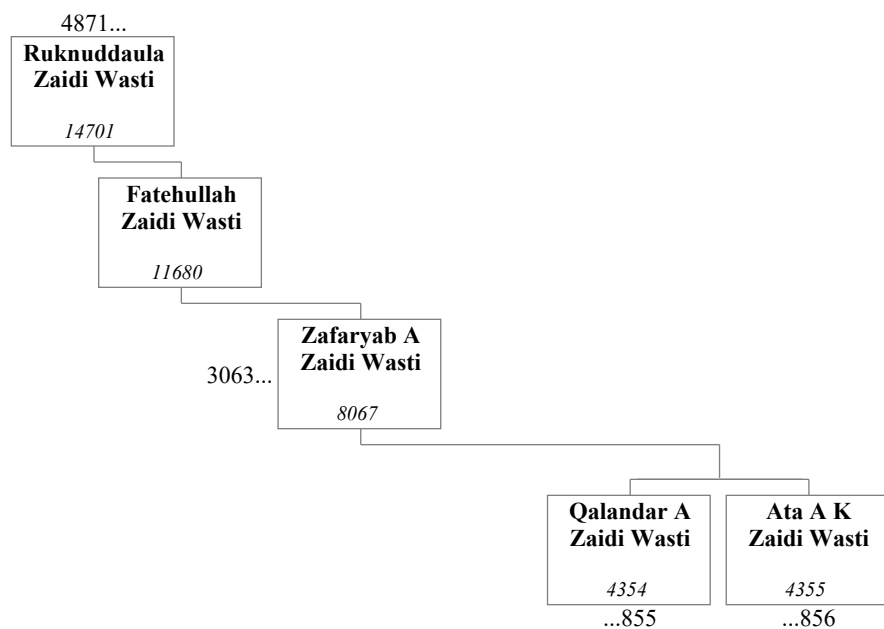 4871...
Ruknuddaula
Zaidi Wasti
14701
Fatehullah
Zaidi Wasti
11680
Zafaryab A
Zaidi Wasti
3063...
8067
Qalandar A
Zaidi Wasti
4354
...855
Ata A K
Zaidi Wasti
4355
...856